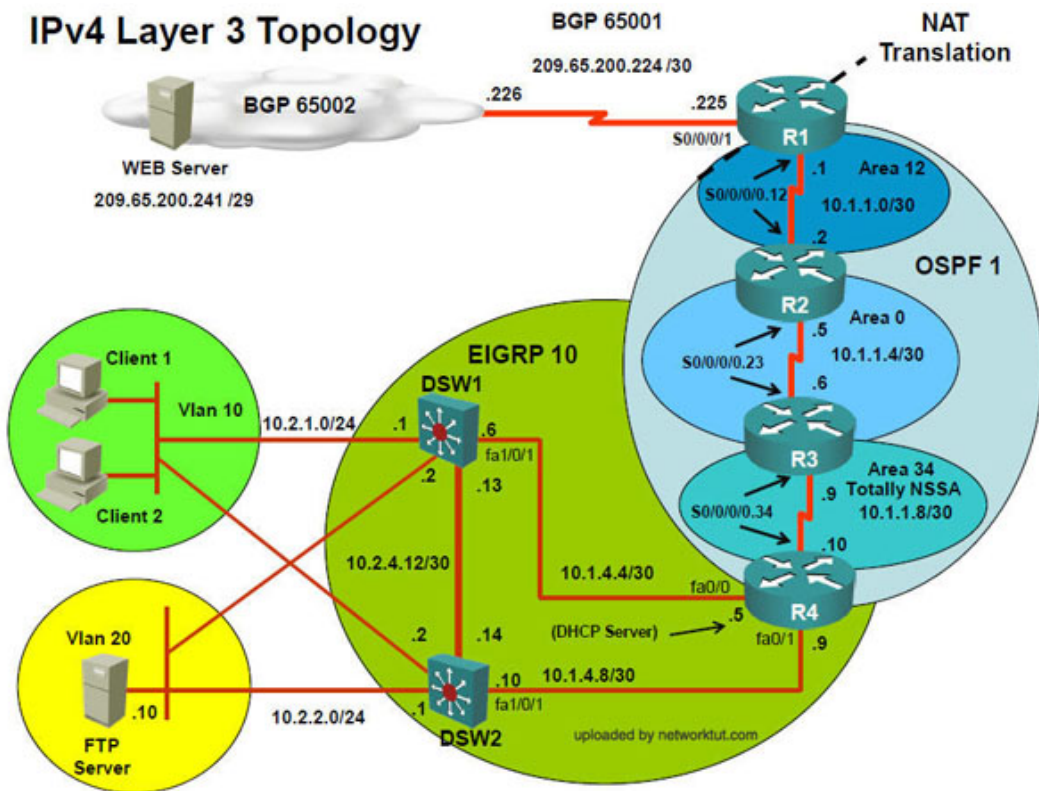 IPv4 Layer 3 Topology
BGP 65001
NAT
Translation
209.65.200.224 /30
BGP 65002
.226
.225
S0/0/0/1
R1
WEB Server
209.65.200.241 /29
.1
Area 12
S0/0/0/0.12
10.1.1.0/30
.2
OSPF 1
R2
.5
Area 0
S0/0/0/0.23
10.1.1.4/30
.6
R3
Area 34
Totally NSSA
.9
S0/0/0/0.34
10.1.1.8/30
.10
R4
EIGRP 10
Client 1
Vlan 10
Client 2
10.2.1.0/24
DSW1
.1
.6
fa1/0/1
.2
.13
10.2.4.12/30
10.1.4.4/30
fa0/0
.5
(DHCP Server)
fa0/1
.9
Vlan 20
.2
.14
.10
10.1.4.8/30
fa1/0/1
.10
10.2.2.0/24
.1
DSW2
FTP
Server
uploaded by networktut.com